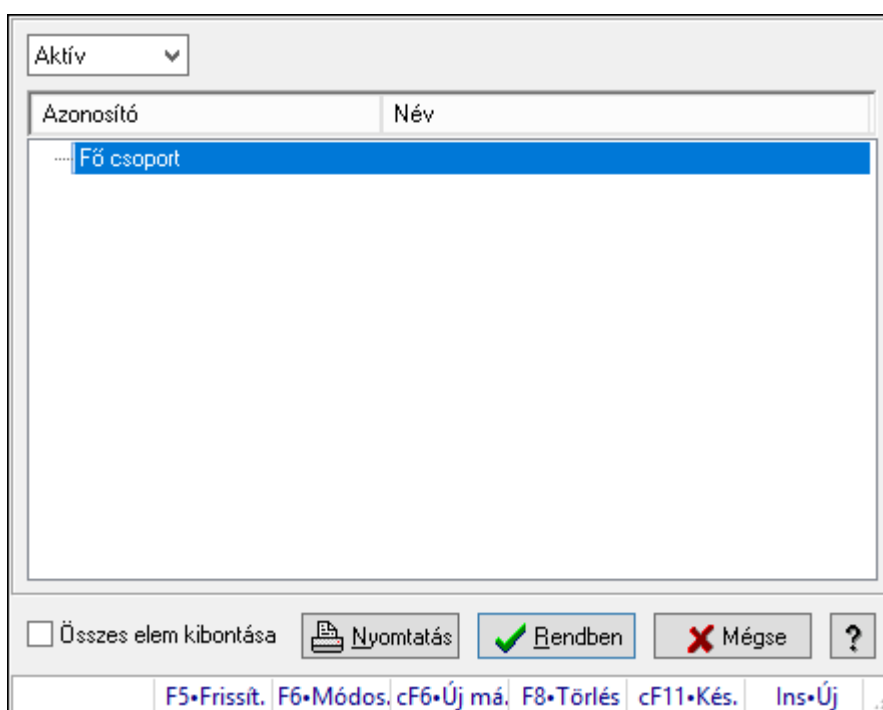 Aktív
Azonosító Név
Fő csoport
Összes elem kibontása Nyomtatás Rendben Mégse ?
F5•Frissít. F6•Módos. cF6•Új má. F8•Törlés cF11•Kés. Ins•Új